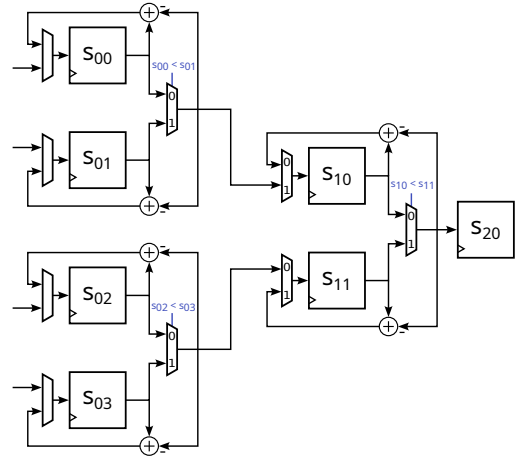 -
+
s00
s00 < s01
0
1
s01
+
-
+
-
0
1
s10
s10 < s11
0
1
s20
-
+
s02
s02 < s03
0
1
0
1
s11
+
-
s03
+
-